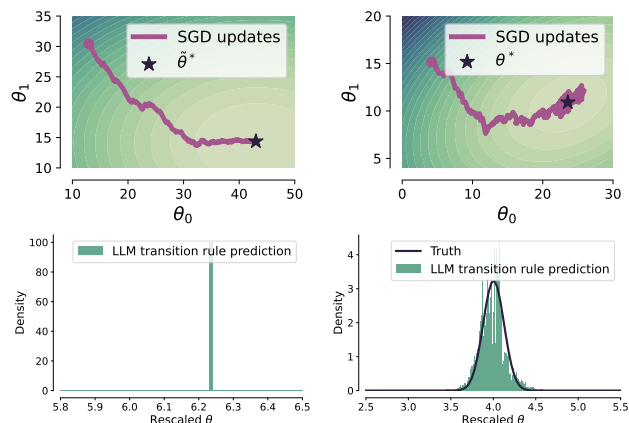 35
30
25
20
15
10
θ₁
SGD updates
θ̃*
10 20 30 40 50
θ₀
20
15
10
5
θ₁
SGD updates
θ*
0 10 20 30
θ₀
100
80
60
40
20
0
Density
LLM transition rule prediction
5.8 5.9 6.0 6.1 6.2 6.3 6.4 6.5
Rescaled θ
4
3
2
1
0
Density
Truth
LLM transition rule prediction
2.5 3.0 3.5 4.0 4.5 5.0 5.5
Rescaled θ